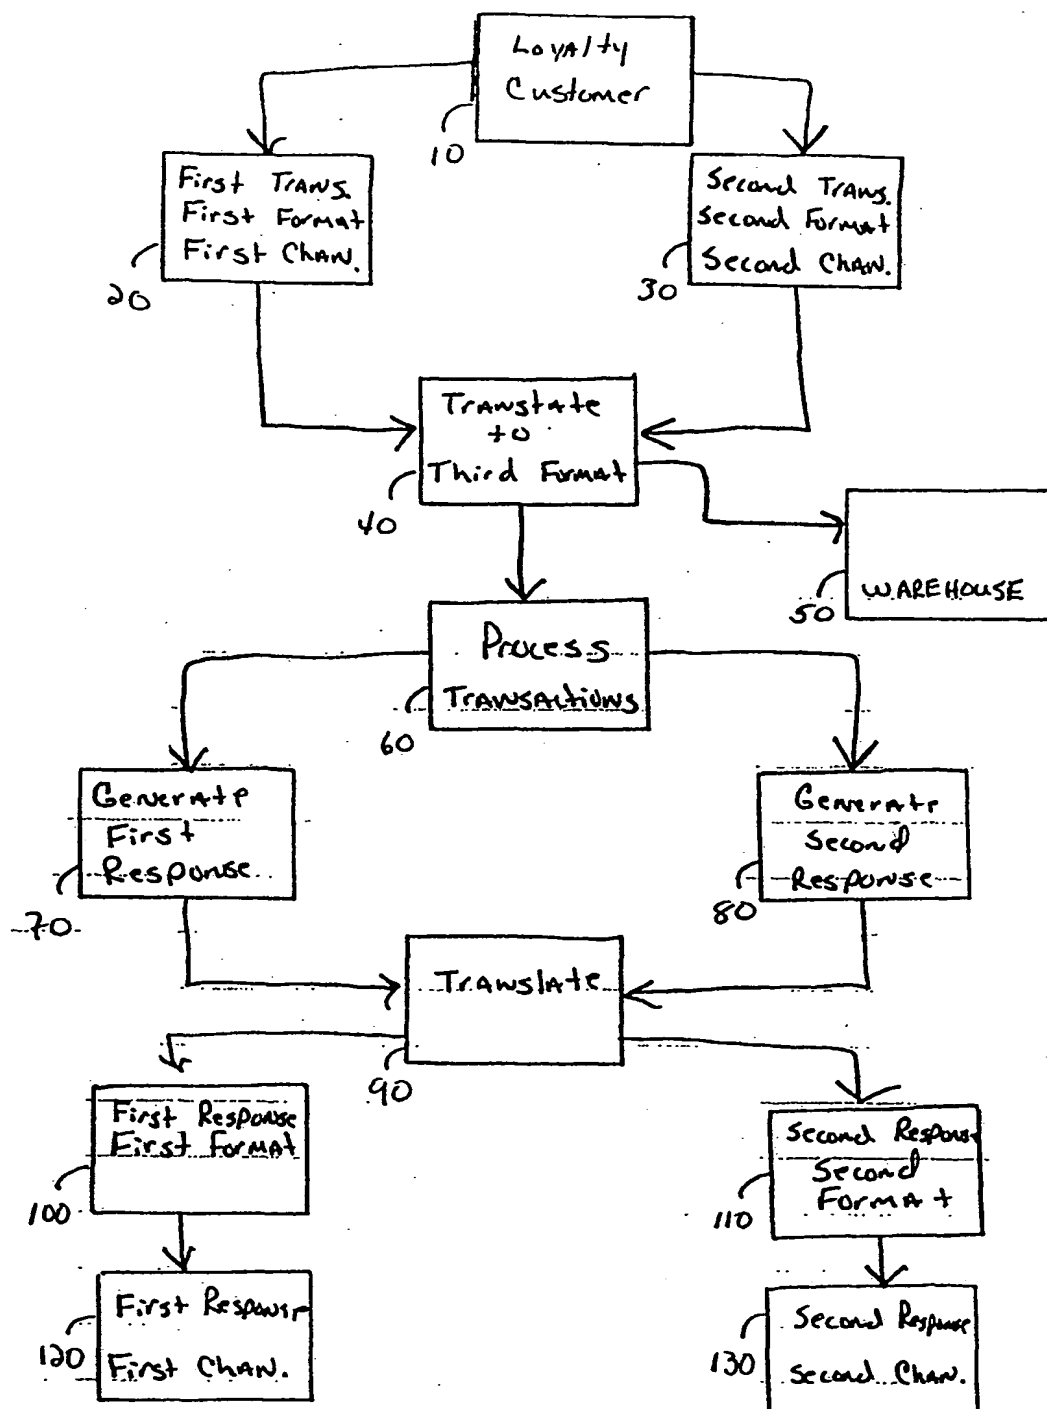 Loyalty
Customer
10
First Trans.
First Format
First Chan.
20
Second Trans.
Second Format
Second Chan.
30
Translate
to
Third Format
40
WAREHOUSE
50
Process
Transactions
60
Generate
First
Response
70
Generate
Second
Response
80
Translate
90
First Response
First Format
100
Second Response
Second
Format
110
First Response
First Chan.
120
Second Response
Second Chan.
130